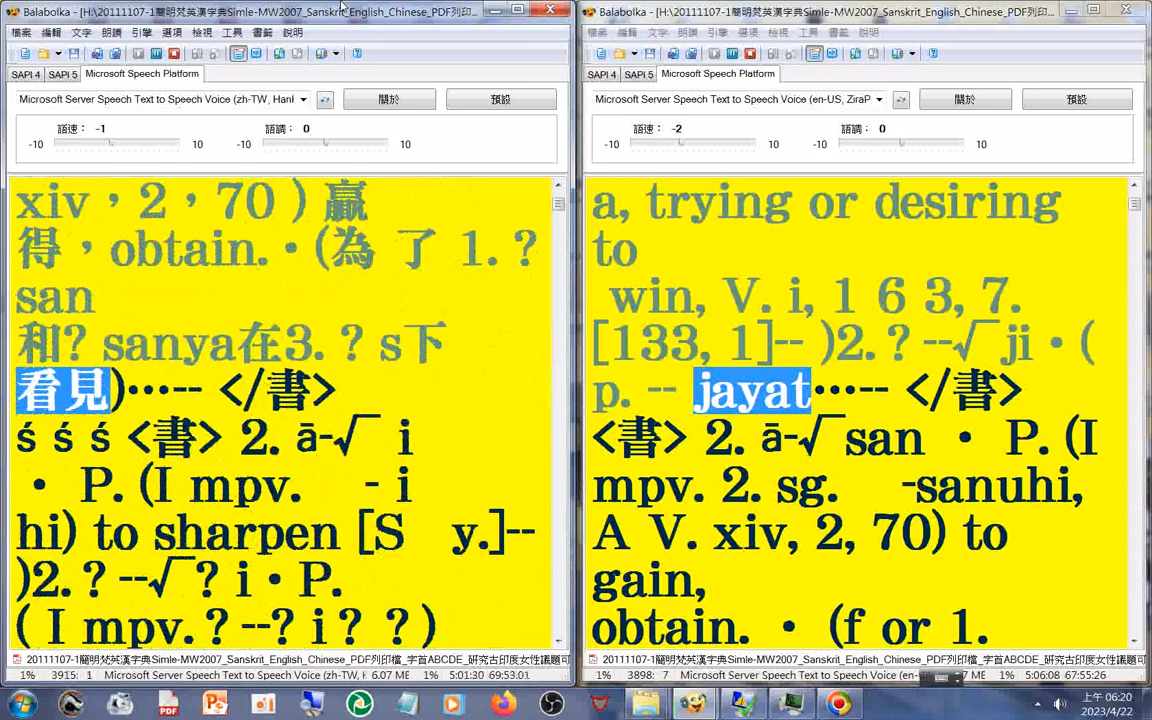 Balabolka - [H:\20111107-1簡明梵英漢字典Simle-MW2007_Sanskrit_English_Chinese_PDF列印...
檔案 編輯 文字 朗讀 引擎 選項 檢視 工具 書籤 說明
SAPI 4 SAPI 5 Microsoft Speech Platform
Microsoft Server Speech Text to Speech Voice (zh-TW, Hanl
關於 預設
語速： -1 語調： 0
-10 10 -10 10
xiv，2，70 ) 贏
得，obtain.•(為 了 1. ?
san
和? sanya在3. ? s下
看見)…-- </書>
ś ś ś <書> 2. ā-√ i
• P. (I mpv. - i
hi) to sharpen [S y.]--
)2. ? --√? i • P.
( I mpv. ? --? i ? ? )
20111107-1簡明梵英漢字典Simle-MW2007_Sanskrit_English_Chinese_PDF列印檔_字首ABCDE_研究古印度女性議題可
1% 3915: 1 Microsoft Server Speech Text to Speech Voice (zh-TW, H 6.07 MB 1% 5:01:30 69:53.01
Balabolka - [H:\20111107-1簡明梵英漢字典Simle-MW2007_Sanskrit_English_Chinese_PDF列印...
檔案 編輯 文字 朗讀 引擎 選項 檢視 工具 書籤 說明
SAPI 4 SAPI 5 Microsoft Speech Platform
Microsoft Server Speech Text to Speech Voice (en-US, ZiraP
關於 預設
語速： -2 語調： 0
-10 10 -10 10
a, trying or desiring
to
win, V. i, 1 6 3, 7.
[133, 1]-- )2. ? --√ ji • (
p. -- jayat…-- </書>
<書> 2. ā-√san • P. (I
mpv. 2. sg. -sanuhi,
A V. xiv, 2, 70) to
gain,
obtain. • (f or 1.
20111107-1簡明梵英漢字典Simle-MW2007_Sanskrit_English_Chinese_PDF列印檔_字首ABCDE_研究古印度女性議題可
1% 3898: 7 Microsoft Server Speech Text to Speech Voice (en-U 1% 5:06:08 67:55.26
上午 06:20
2023/4/22